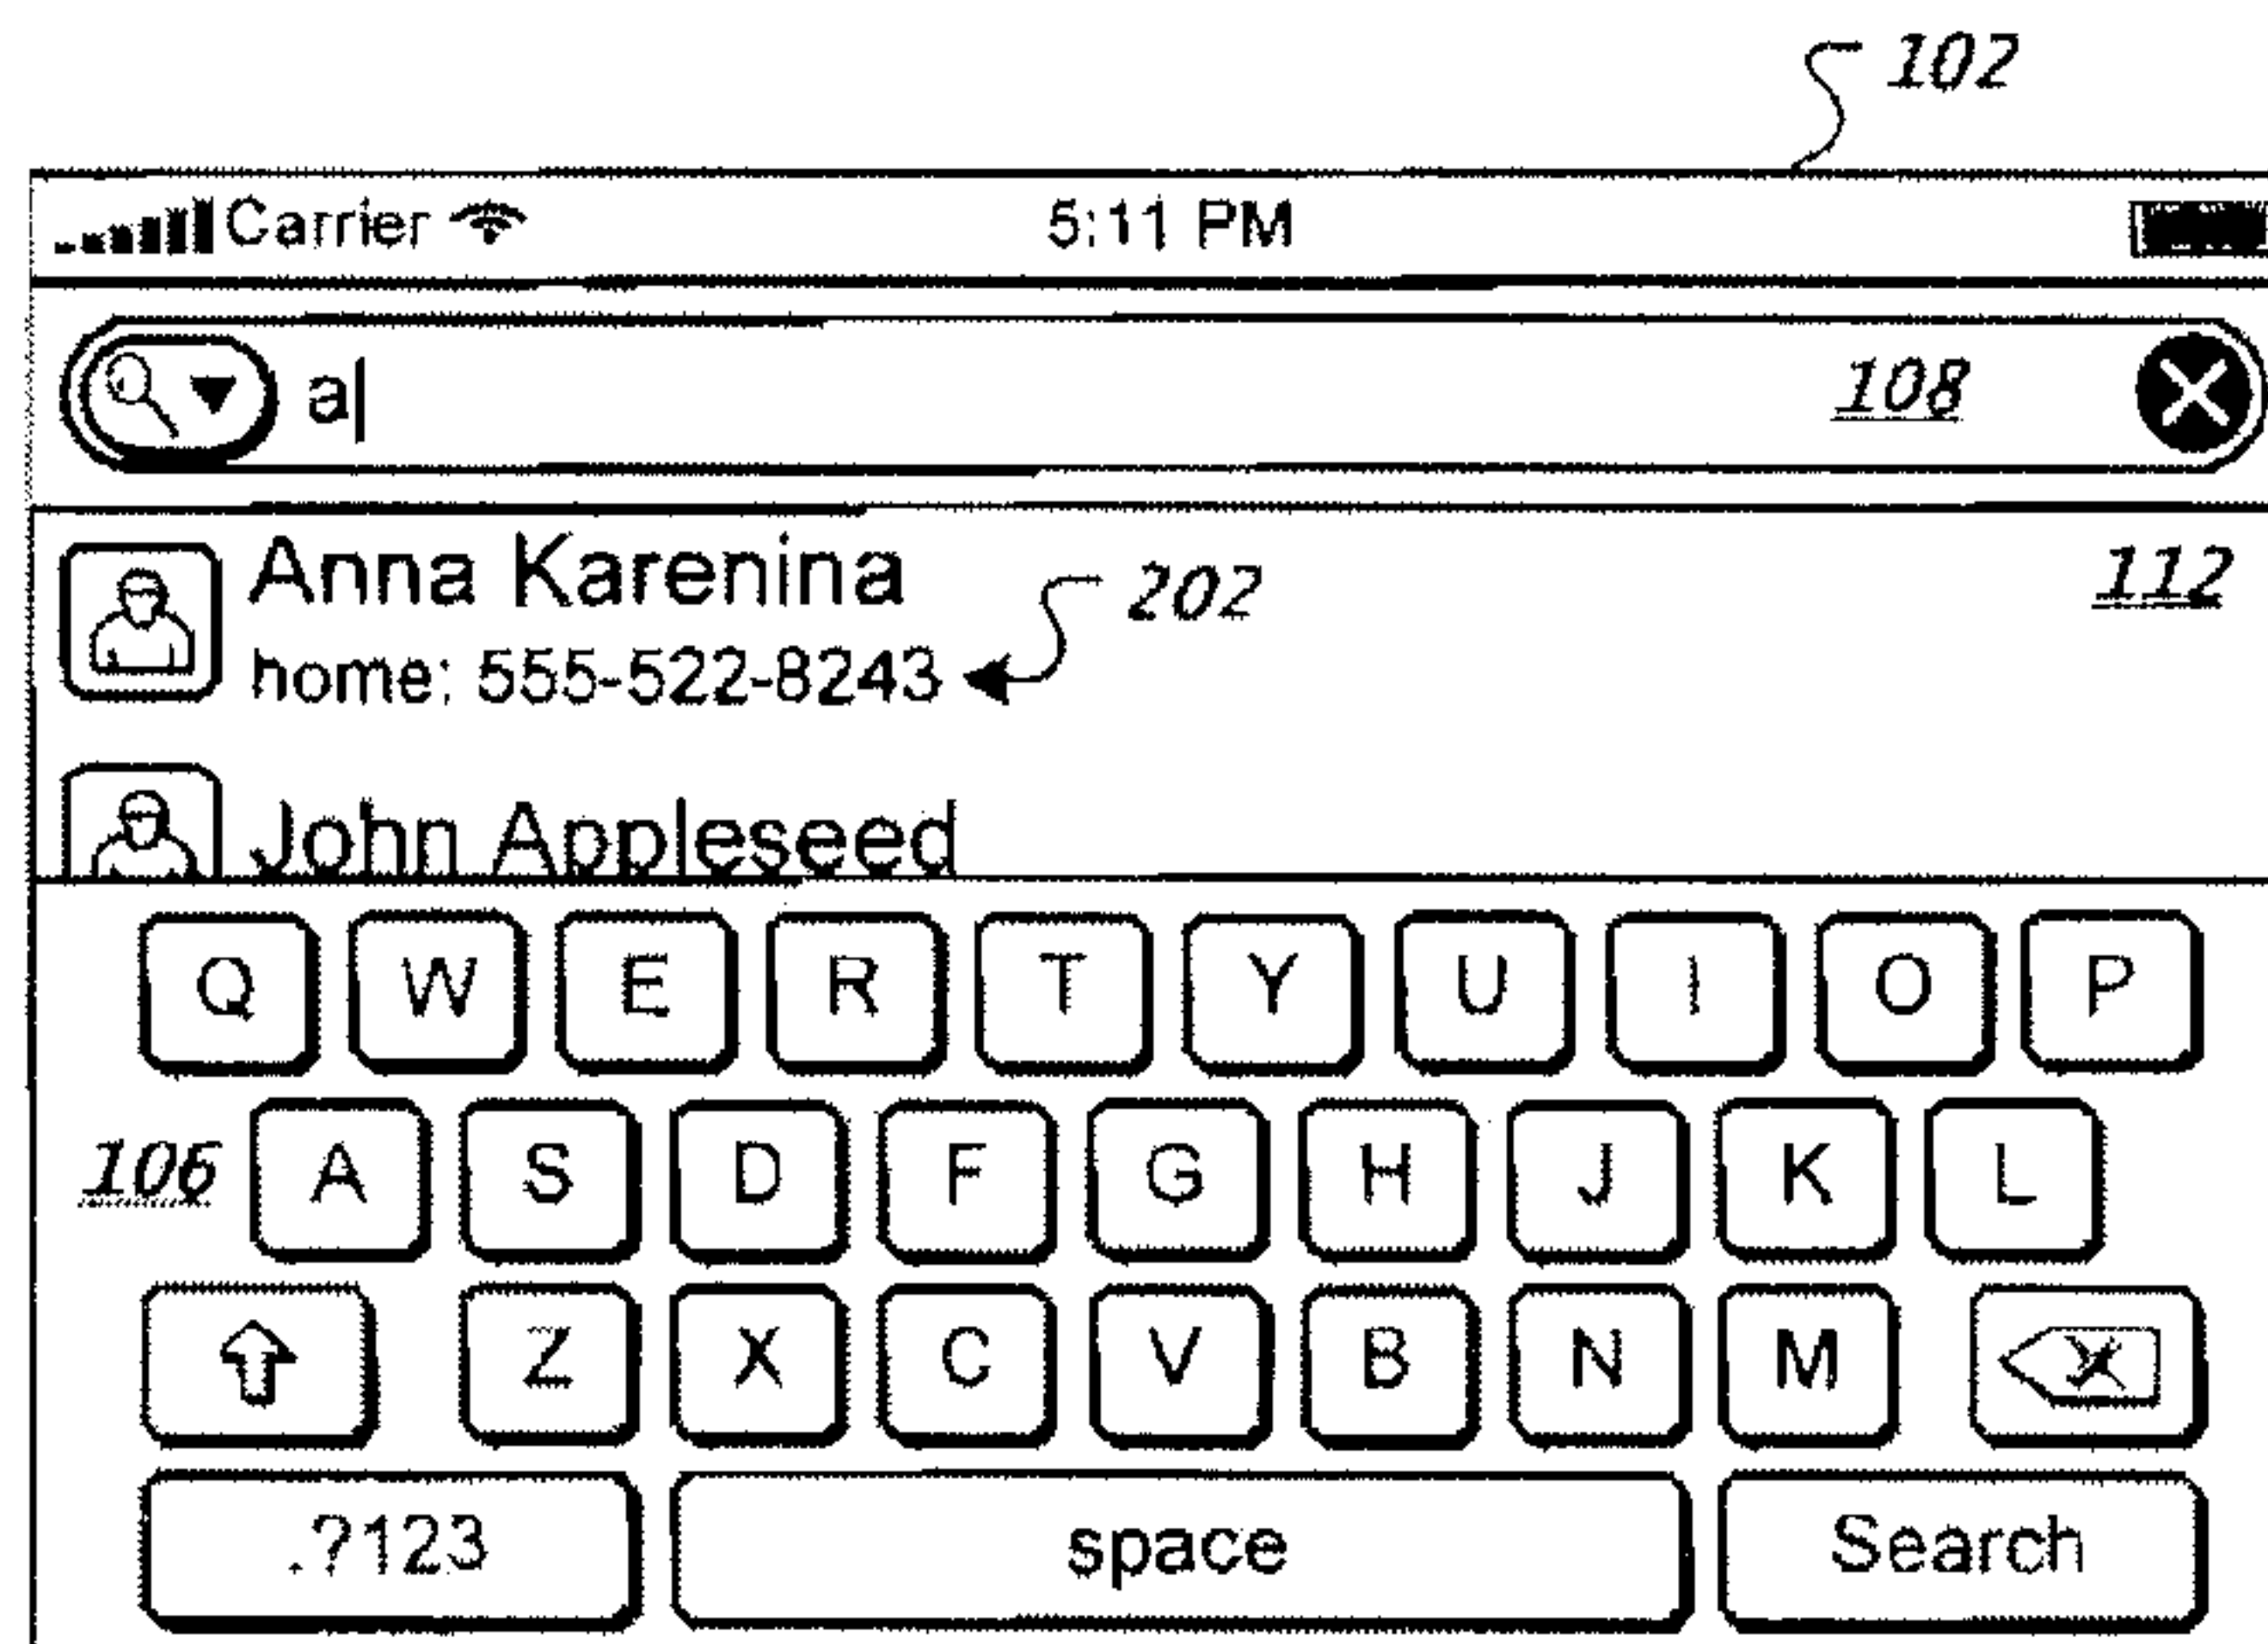 102
Carrier 5:11 PM
a 108
Anna Karenina 112
home: 555-522-8243 202
John Appleseed
Q W E R T Y U I O P
106 A S D F G H J K L
Z X C V B N M
.?123 space Search